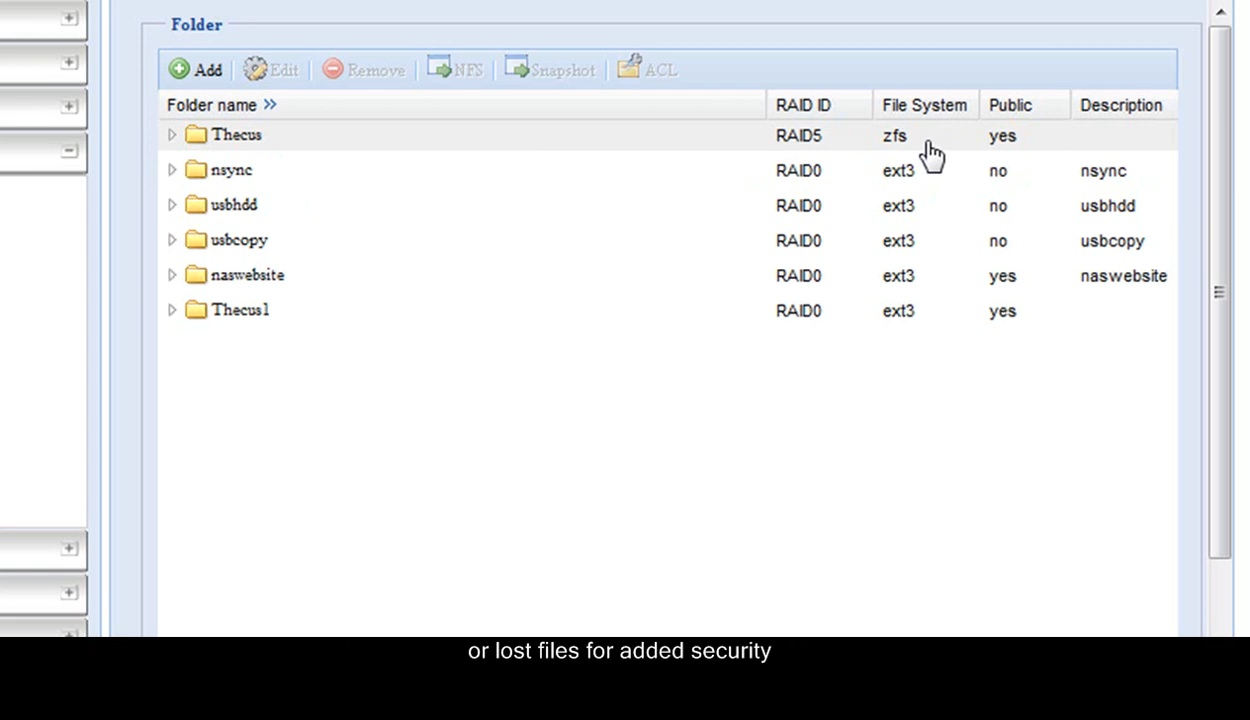 Folder
Add Edit Remove NFS Snapshot ACL
Folder name RAID ID File System Public Description
Thecus RAID5 zfs yes
nsync RAID0 ext3 no nsync
usbhdd RAID0 ext3 no usbhdd
usbcopy RAID0 ext3 no usbcopy
naswebsite RAID0 ext3 yes naswebsite
Thecus1 RAID0 ext3 yes
or lost files for added security